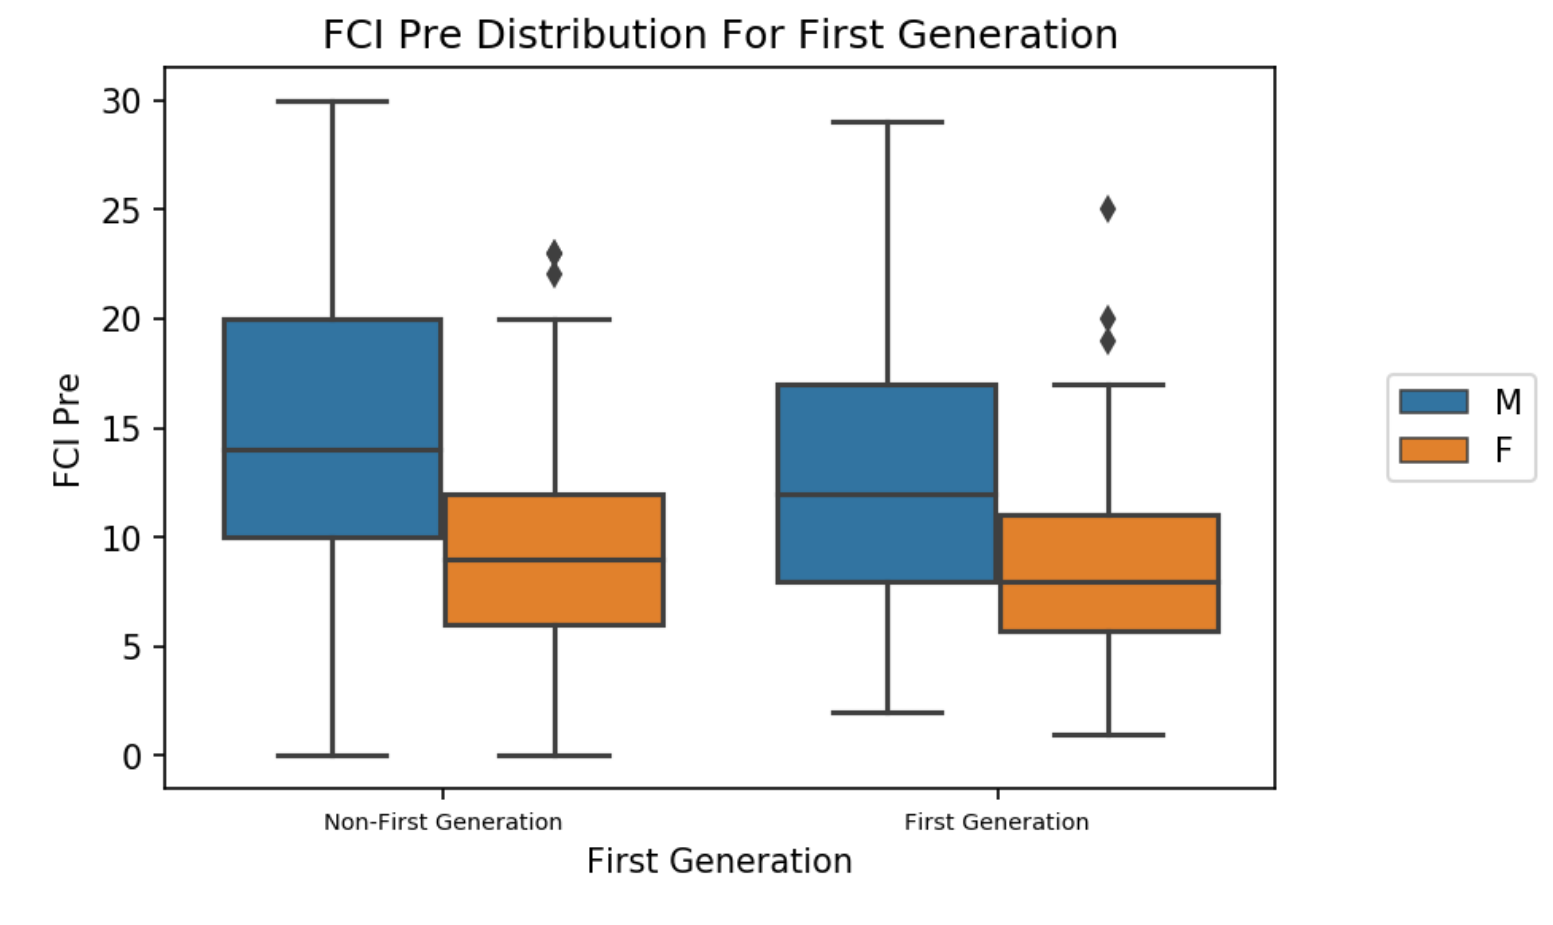 FCI Pre Distribution For First Generation
FCI Pre
30
25
20
15
10
5
0
Non-First Generation
First Generation
First Generation
M
F